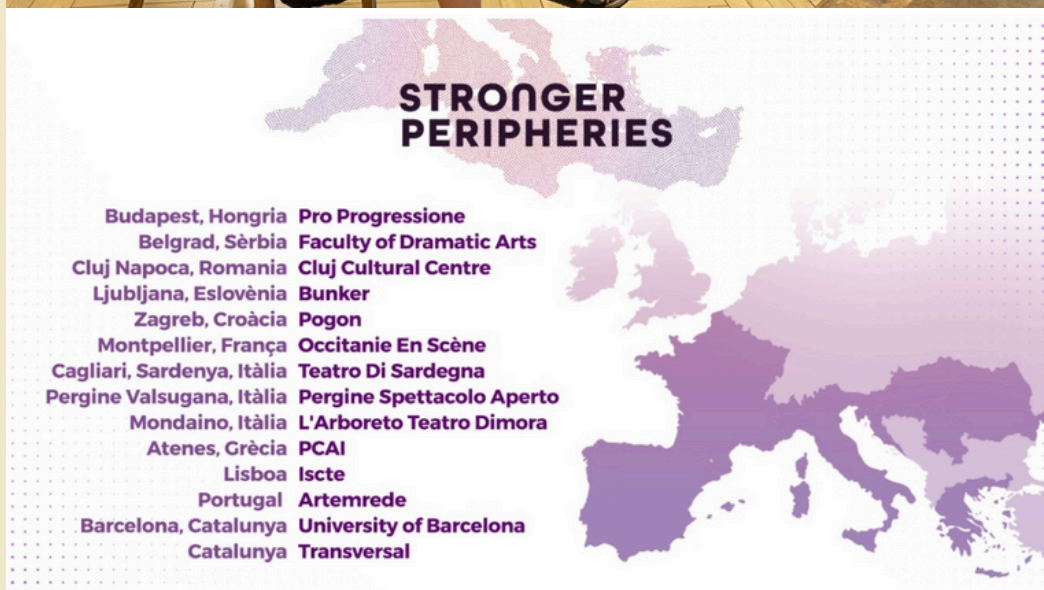 STRONGER
PERIPHERIES
Budapest, Hongria Pro Progressione
Belgrad, Sèrbia Faculty of Dramatic Arts
Cluj Napoca, Romania Cluj Cultural Centre
Ljubljana, Eslovènia Bunker
Zagreb, Croàcia Pogon
Montpellier, França Occitanie En Scène
Cagliari, Sardenya, Itàlia Teatro Di Sardegna
Pergine Valsugana, Itàlia Pergine Spettacolo Aperto
Mondaino, Itàlia L'Arboreto Teatro Dimora
Atenes, Grècia PCAI
Lisboa Iscte
Portugal Artemrede
Barcelona, Catalunya University of Barcelona
Catalunya Transversal